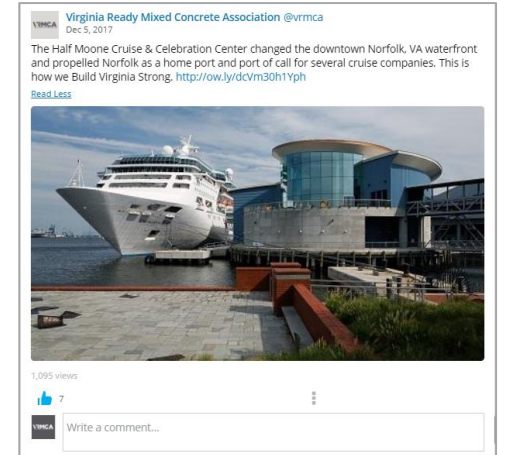 VRMCA
Virginia Ready Mixed Concrete Association @vrmca
Dec 5, 2017
The Half Moone Cruise & Celebration Center changed the downtown Norfolk, VA waterfront
and propelled Norfolk as a home port and port of call for several cruise companies. This is
how we Build Virginia Strong. http://ow.ly/dcVm30h1Yph
Read Less
1,095 views
7
VRMCA
Write a comment...